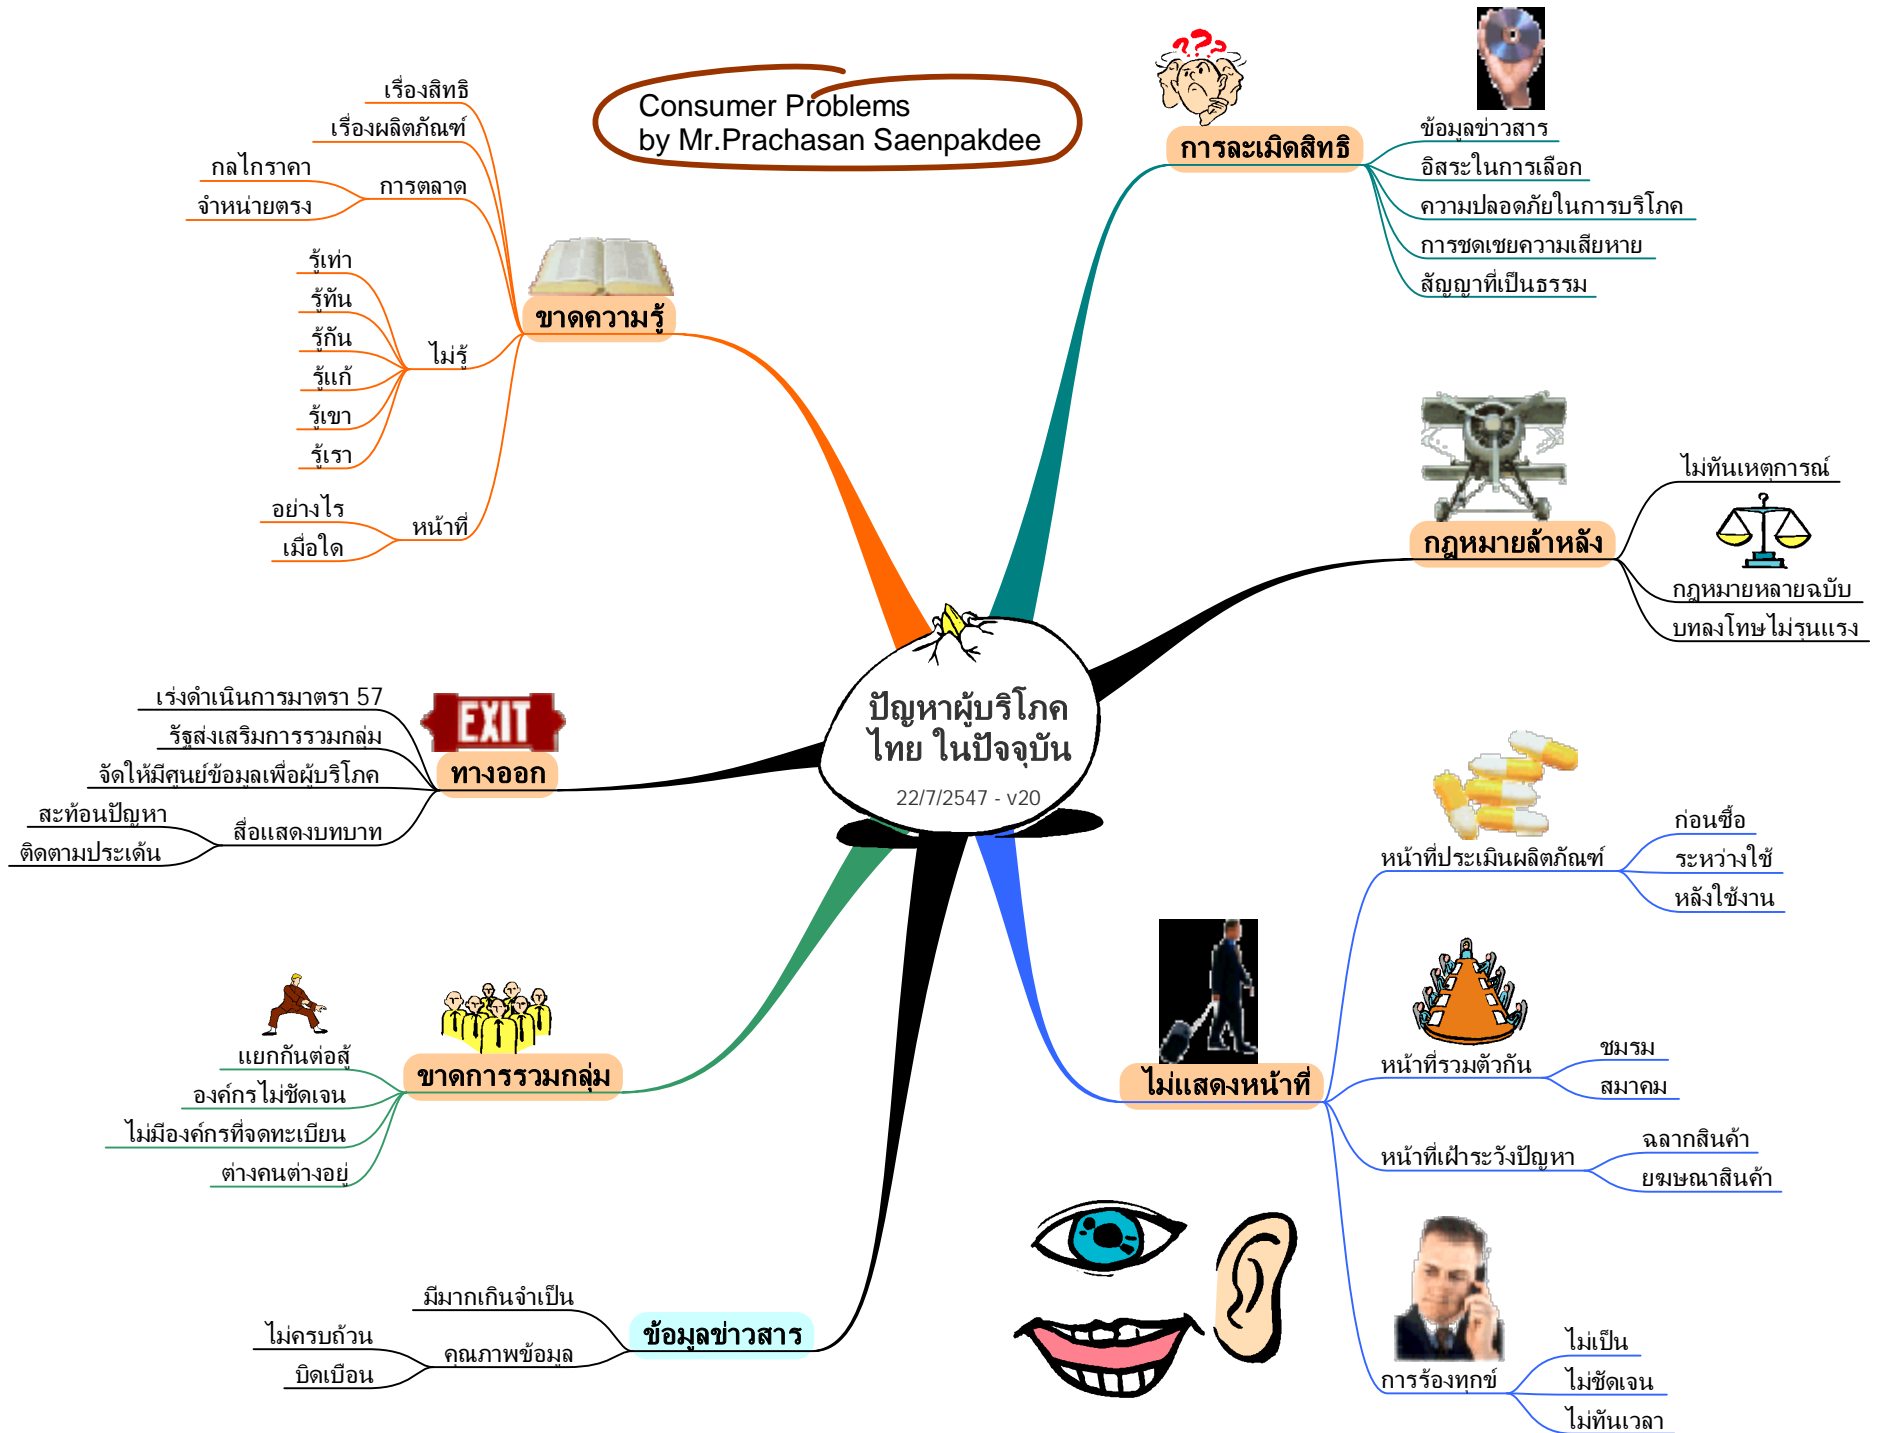 Consumer Problems
by Mr.Prachasan Saenpakdee
ปัญหาผู้บริโภค
ไทย ในปัจจุบัน
22/7/2547 - v20
การละเมิดสิทธิ
ข้อมูลข่าวสาร
อิสระในการเลือก
ความปลอดภัยในการบริโภค
การชดเชยความเสียหาย
สัญญาที่เป็นธรรม
กฎหมายล้าหลัง
ไม่ทันเหตุการณ์
กฎหมายหลายฉบับ
บทลงโทษไม่รุนแรง
ไม่แสดงหน้าที่
หน้าที่ประเมินผลิตภัณฑ์
ก่อนซื้อ
ระหว่างใช้
หลังใช้งาน
หน้าที่รวมตัวกัน
ชมรม
สมาคม
หน้าที่เฝ้าระวังปัญหา
ฉลากสินค้า
ยฆษณาสินค้า
การร้องทุกข์
ไม่เป็น
ไม่ชัดเจน
ไม่ทันเวลา
ข้อมูลข่าวสาร
มีมากเกินจำเป็น
คุณภาพข้อมูล
ไม่ครบถ้วน
บิดเบือน
ขาดการรวมกลุ่ม
แยกกันต่อสู้
องค์กรไม่ชัดเจน
ไม่มีองค์กรที่จดทะเบียน
ต่างคนต่างอยู่
EXIT
ทางออก
เร่งดำเนินการมาตรา 57
รัฐส่งเสริมการรวมกลุ่ม
จัดให้มีศูนย์ข้อมูลเพื่อผู้บริโภค
สื่อแสดงบทบาท
สะท้อนปัญหา
ติดตามประเด้น
ขาดความรู้
เรื่องสิทธิ
เรื่องผลิตภัณฑ์
การตลาด
กลไกราคา
จำหน่ายตรง
ไม่รู้
รู้เท่า
รู้ทัน
รู้กัน
รู้แก้
รู้เขา
รู้เรา
หน้าที่
อย่างไร
เมื่อใด